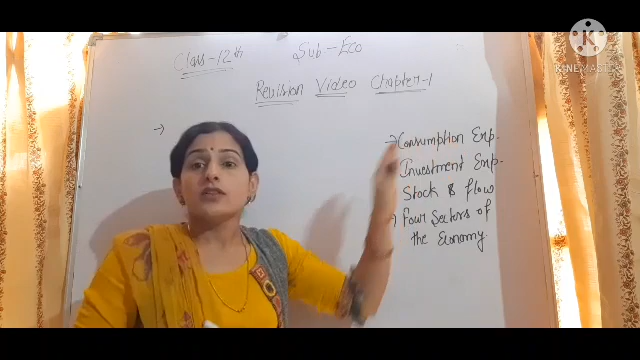 Class-12th
Sub-Eco
Revision Video Chapter-1
→
→ Consumption Exp.
Investment Exp.
Stock & flow
Four Sectors of
the Economy.
KINEMASTER